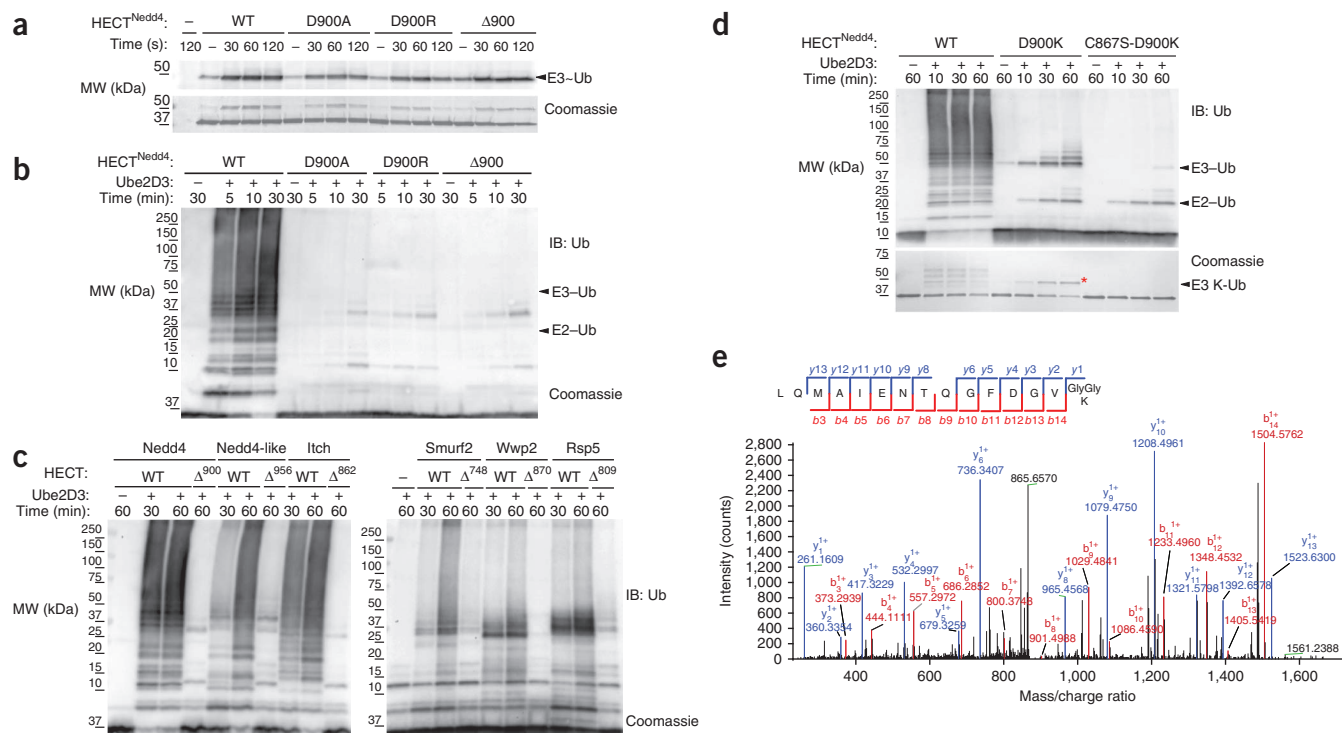 a
HECT^Nedd4: – WT D900A D900R Δ900
Time (s): 120 – 30 60 120 – 30 60 120 – 30 60 120 – 30 60 120
MW (kDa)
50
E3~Ub
50
37
Coomassie
b
HECT^Nedd4: WT D900A D900R Δ900
Ube2D3: – + + + – + + + + + + – + + +
Time (min): 30 5 10 30 30 5 10 30 5 10 30 30 5 10 30
MW (kDa)
250
150
100
75
50
37
25
20
15
10
37
IB: Ub
E3–Ub
E2–Ub
Coomassie
c
Nedd4 Nedd4-like Itch
HECT: WT Δ900 WT Δ956 WT Δ862
Ube2D3: – + + + + + + + + +
Time (min): 60 30 60 60 30 60 60 30 60 60
MW (kDa)
250
150
100
75
50
37
25
20
15
10
37
Smurf2 Wwp2 Rsp5
– WT Δ748 WT Δ870 WT Δ809
+ + + + + + + + + +
60 30 60 60 30 60 60 30 60 60
250
150
100
75
50
37
25
20
15
10
37
IB: Ub
Coomassie
d
HECT^Nedd4: WT D900K C867S-D900K
Ube2D3: – + + + – + + + – + + +
Time (min): 60 10 30 60 60 10 30 60 60 10 30 60
MW (kDa)
250
150
100
75
50
37
25
20
15
10
IB: Ub
E3–Ub
E2–Ub
Coomassie
50
50
37
*
E3 K-Ub
e
y13 y12 y11 y10 y9 y8 y6 y5 y4 y3 y2 y1
L Q M A I E N T Q G F D G V GlyGly
K
b3 b4 b5 b6 b7 b8 b9 b10 b11 b12 b13 b14
Intensity (counts)
2,800
2,600
2,400
2,200
2,000
1,800
1,600
1,400
1,200
1,000
800
600
400
200
0
y1 1+
261.1609
y2 1+
360.3354
b3 1+
373.2939
y3 1+
417.3229
b4 1+
444.1111
y4 1+
532.2997
b5 1+
557.2972
y5 1+
679.3259
b6 1+
686.2852
y6 1+
736.3407
b7 1+
800.3748
865.6570
b8 1+
901.4988
y8 1+
965.4568
b9 1+
1029.4841
y9 1+
1079.4750
b10 1+
1086.4590
y10 1+
1208.4961
b11 1+
1233.4960
y11 1+
1321.5798
b12 1+
1348.4532
y12 1+
1392.6578
b13 1+
1405.5419
b14 1+
1504.5762
y13 1+
1523.6300
1561.2388
400 600 800 1,000 1,200 1,400 1,600
Mass/charge ratio